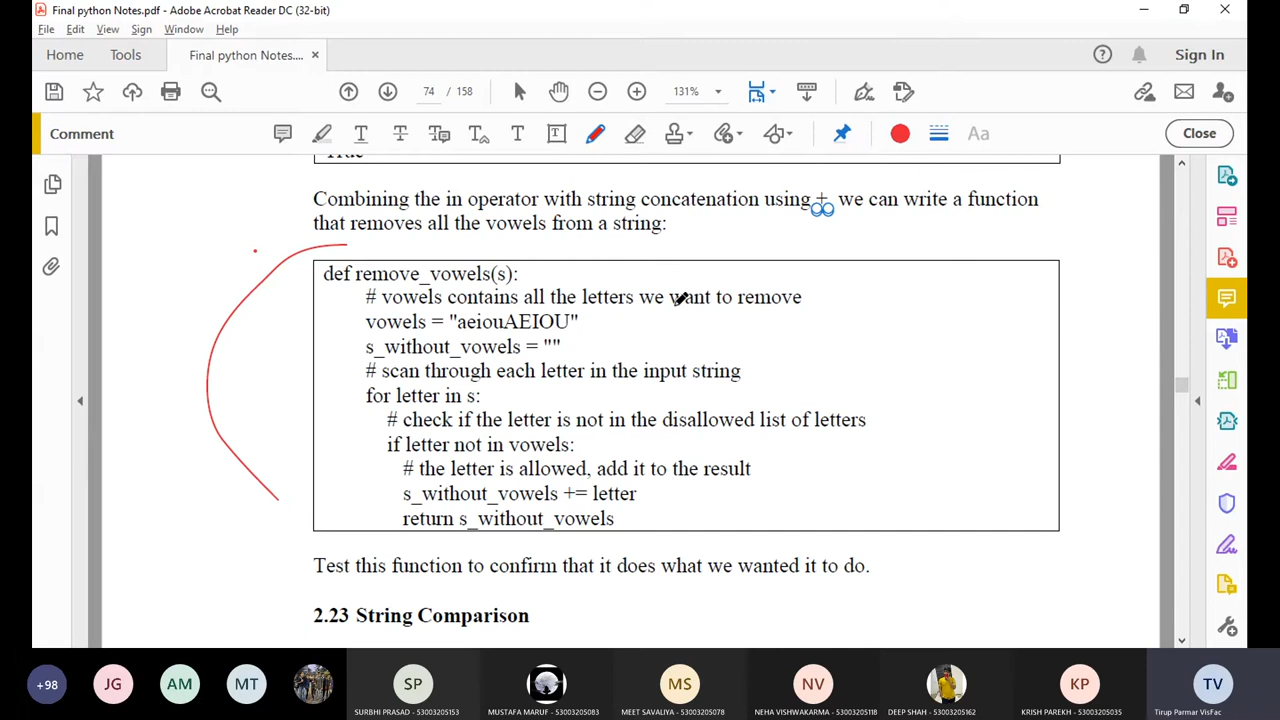 Final python Notes.pdf - Adobe Acrobat Reader DC (32-bit)
File Edit View Sign Window Help
Home Tools Final python Notes.... × Sign In
74 / 158 131%
Comment Aa Close
True
Combining the in operator with string concatenation using + we can write a function
that removes all the vowels from a string:
def remove_vowels(s):
# vowels contains all the letters we want to remove
vowels = "aeiouAEIOU"
s_without_vowels = ""
# scan through each letter in the input string
for letter in s:
# check if the letter is not in the disallowed list of letters
if letter not in vowels:
# the letter is allowed, add it to the result
s_without_vowels += letter
return s_without_vowels
Test this function to confirm that it does what we wanted it to do.
2.23 String Comparison
+98 JG AM MT SP MS NV KP TV
SURBHI PRASAD - 53003205153 MUSTAFA MARUF - 53003205083 MEET SAVALIYA - 53003205078 NEHA VISHWAKARMA - 53003205118 DEEP SHAH - 53003205162 KRISH PAREKH - 53003205035 Tirup Parmar VisFac